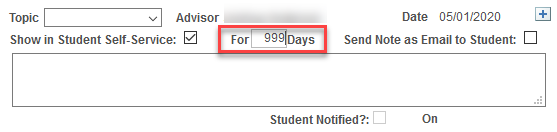 Topic Advisor Date 05/01/2020
Show in Student Self-Service: For 999 Days Send Note as Email to Student:
Student Notified?: On